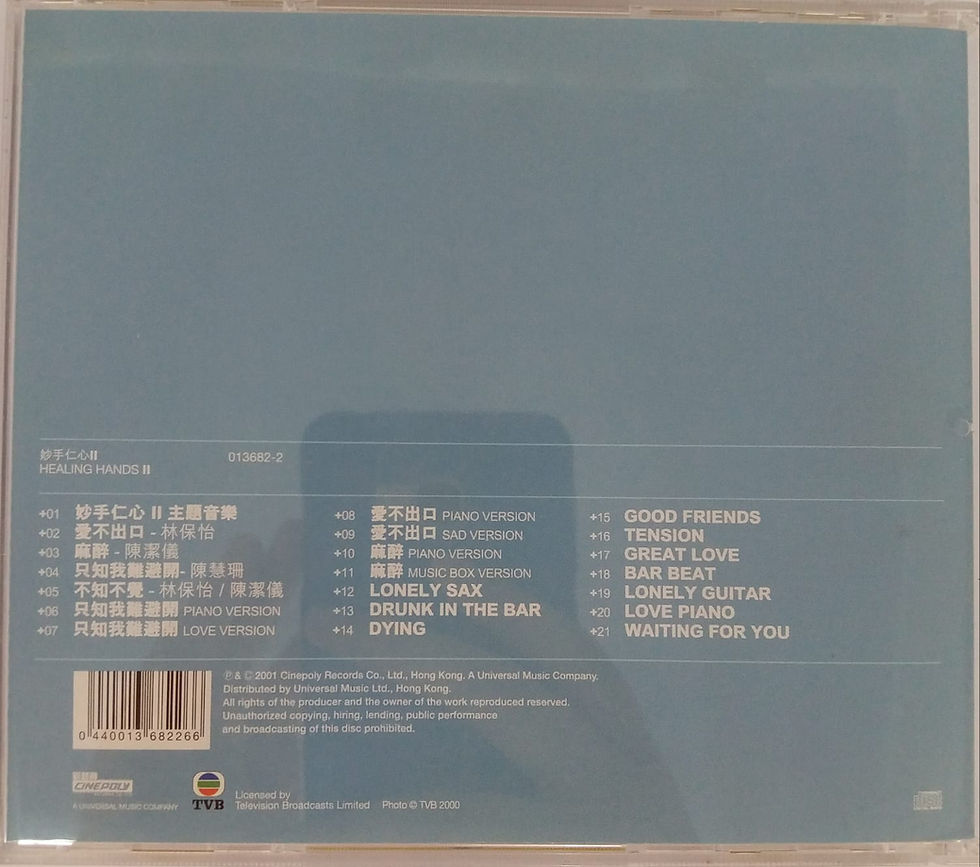 妙手仁心II
HEALING HANDS II
013682-2
+01 妙手仁心 II 主題音樂
+02 愛不出口 - 林保怡
+03 麻醉 - 陳潔儀
+04 只知我難避開- 陳慧珊
+05 不知不覺 - 林保怡 / 陳潔儀
+06 只知我難避開 PIANO VERSION
+07 只知我難避開 LOVE VERSION
+08 愛不出口 PIANO VERSION
+09 愛不出口 SAD VERSION
+10 麻醉 PIANO VERSION
+11 麻醉 MUSIC BOX VERSION
+12 LONELY SAX
+13 DRUNK IN THE BAR
+14 DYING
+15 GOOD FRIENDS
+16 TENSION
+17 GREAT LOVE
+18 BAR BEAT
+19 LONELY GUITAR
+20 LOVE PIANO
+21 WAITING FOR YOU
℗ & © 2001 Cinepoly Records Co., Ltd., Hong Kong. A Universal Music Company.
Distributed by Universal Music Ltd., Hong Kong.
All rights of the producer and the owner of the work reproduced reserved.
Unauthorized copying, hiring, lending, public performance
and broadcasting of this disc prohibited.
0 440013 682266
CINEPOLY
A UNIVERSAL MUSIC COMPANY
TVB
Licensed by
Television Broadcasts Limited Photo © TVB 2000